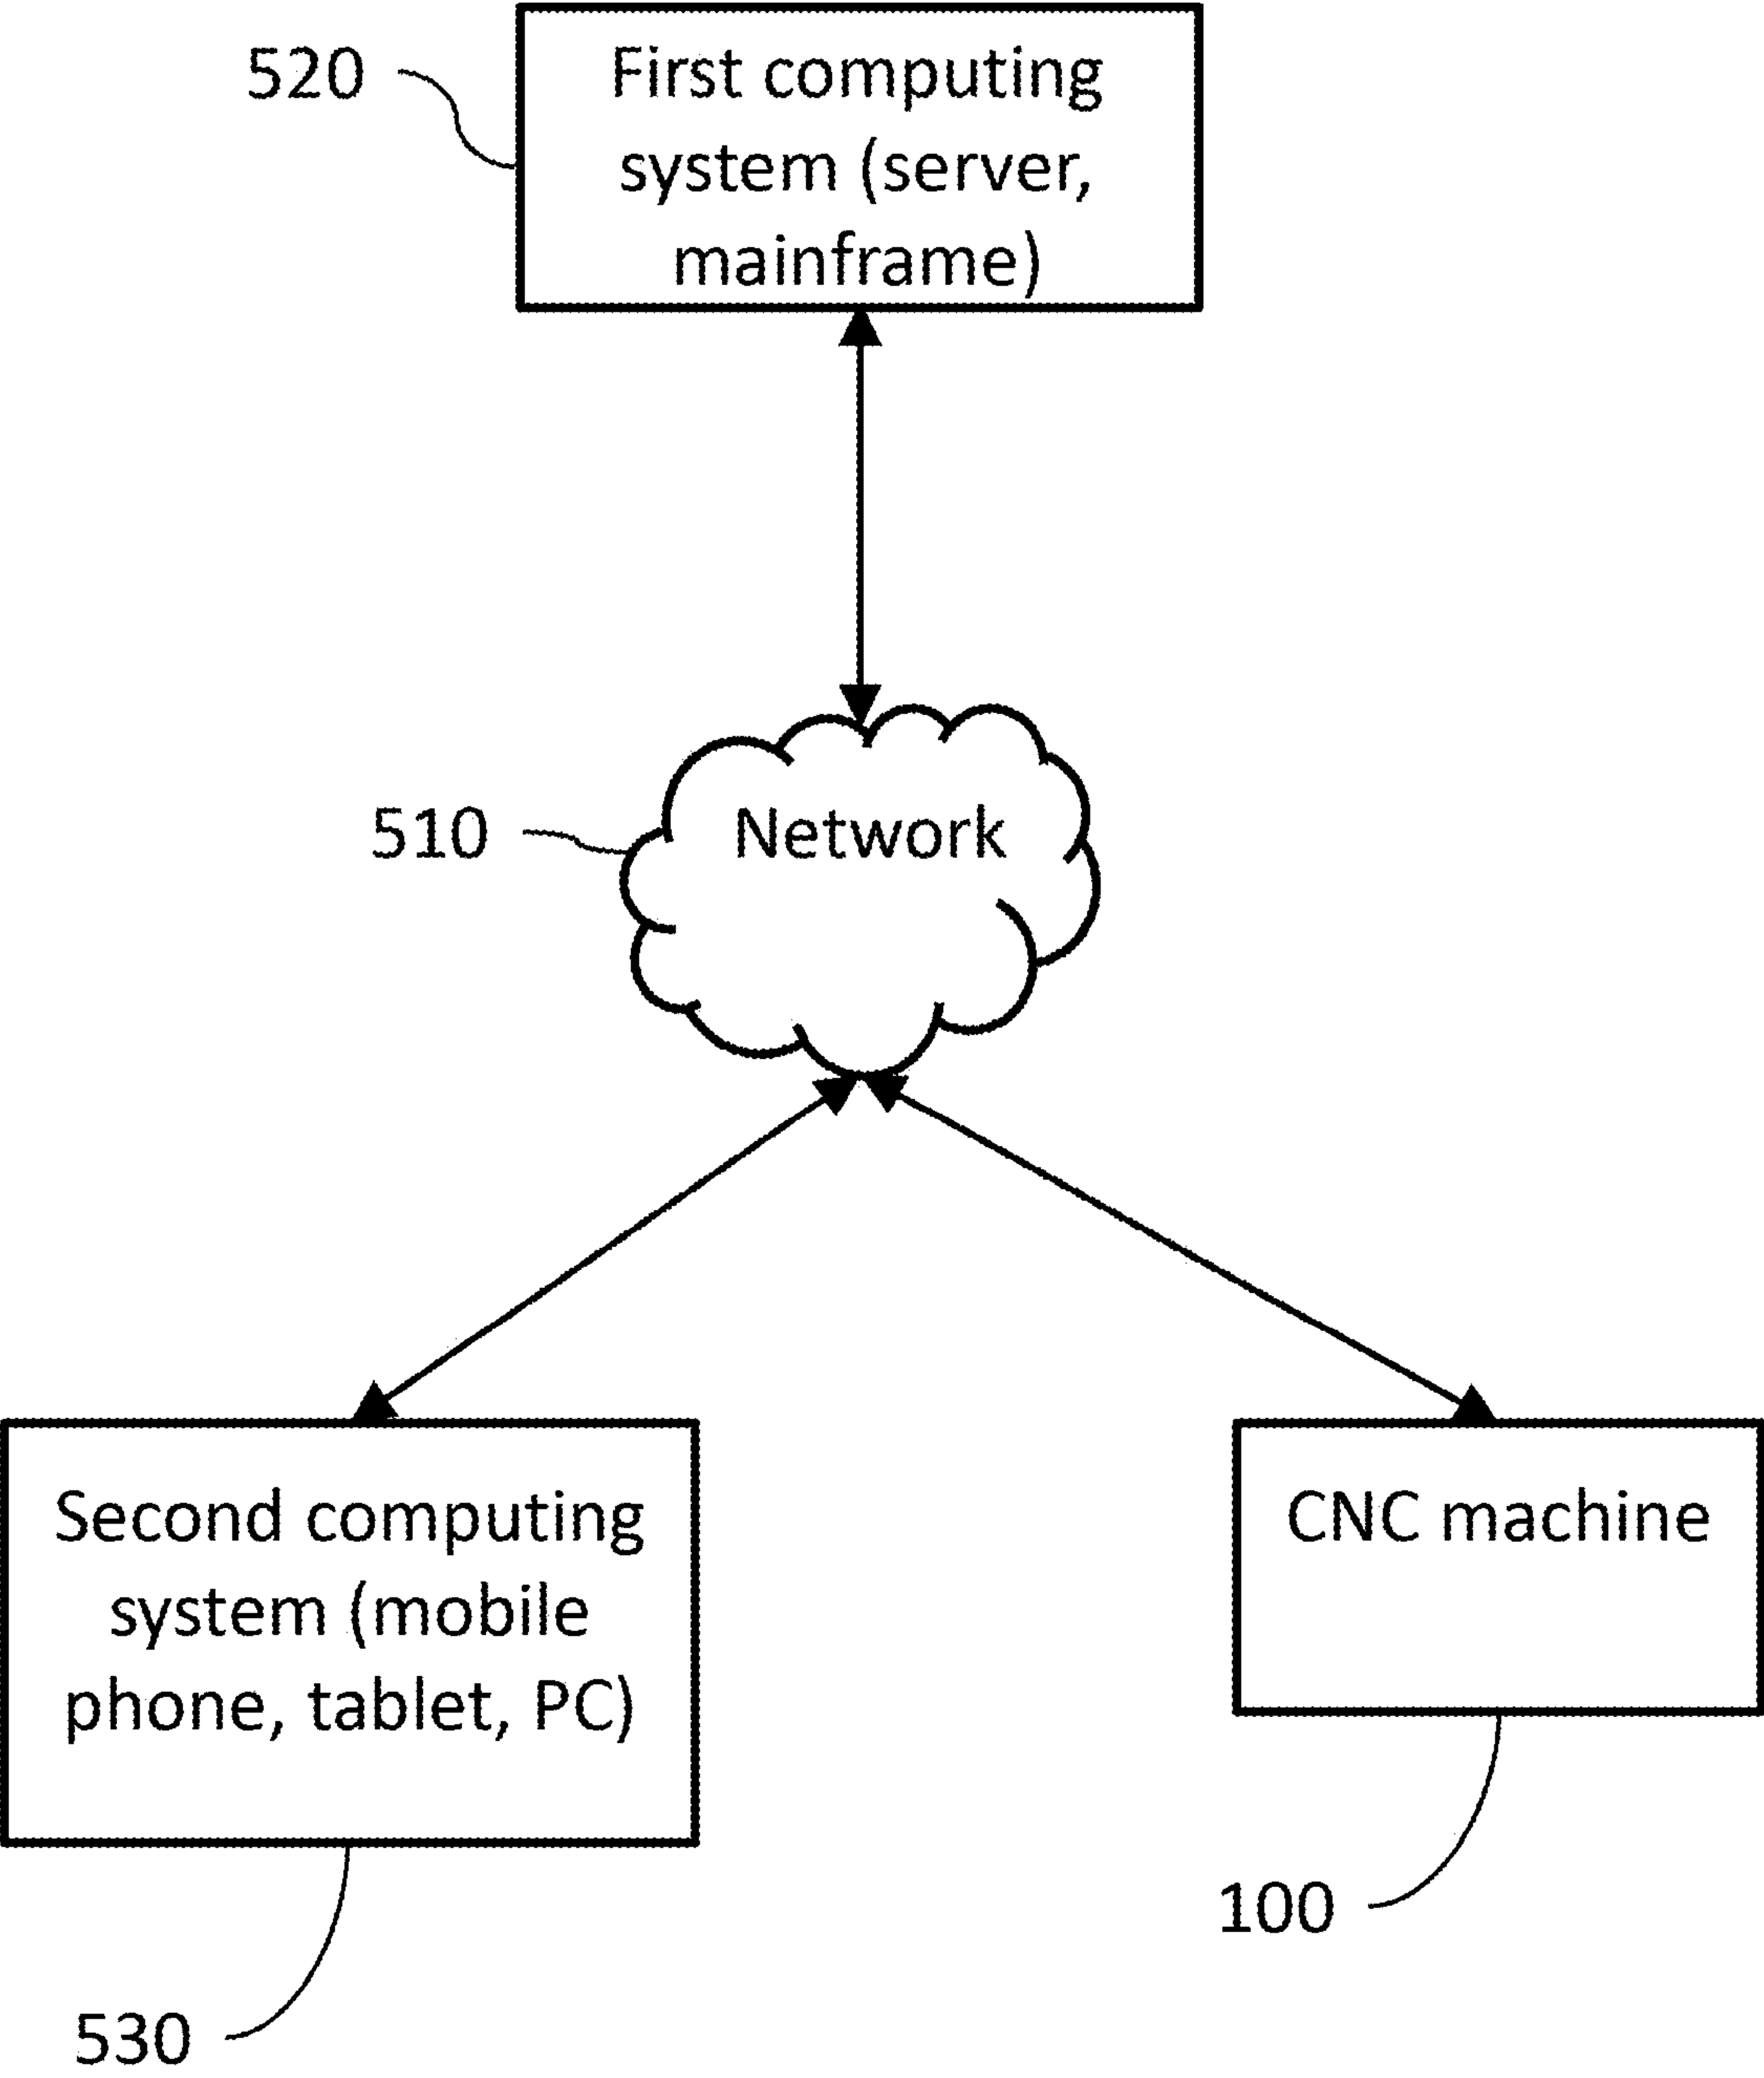 520
First computing
system (server,
mainframe)
510
Network
Second computing
system (mobile
phone, tablet, PC)
CNC machine
100
530